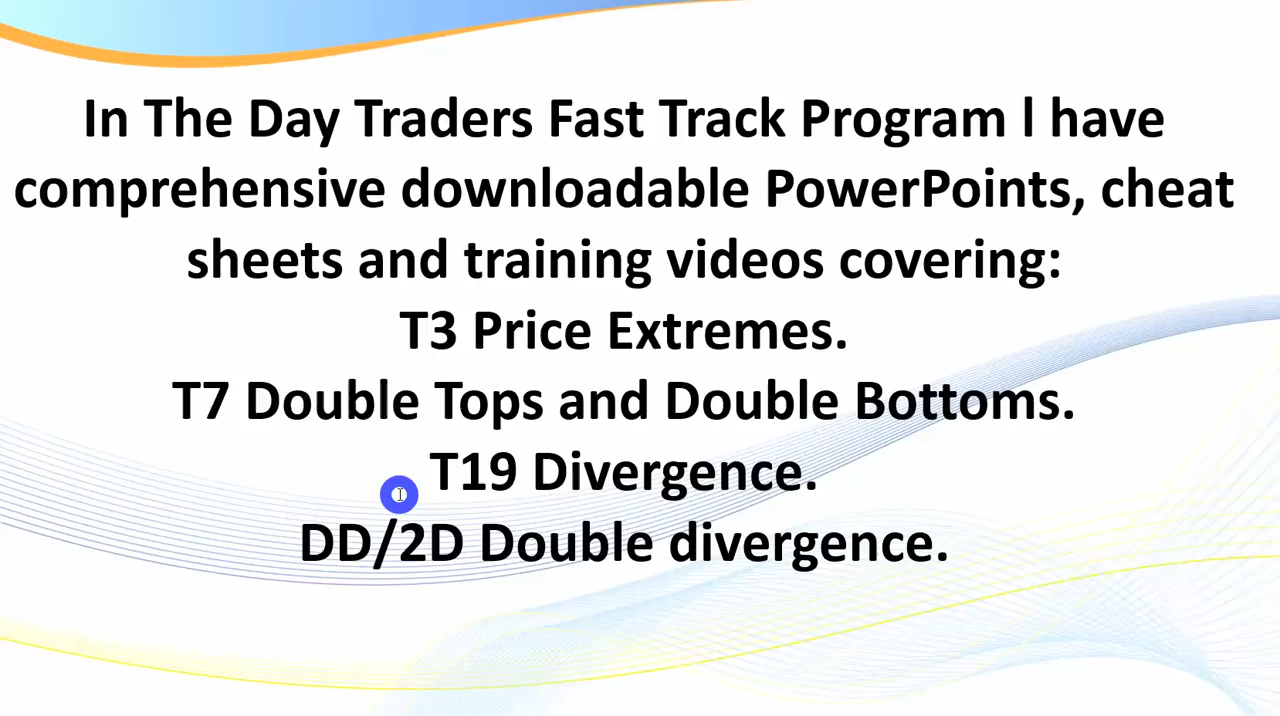 In The Day Traders Fast Track Program l have
comprehensive downloadable PowerPoints, cheat
sheets and training videos covering:
T3 Price Extremes.
T7 Double Tops and Double Bottoms.
T19 Divergence.
DD/2D Double divergence.